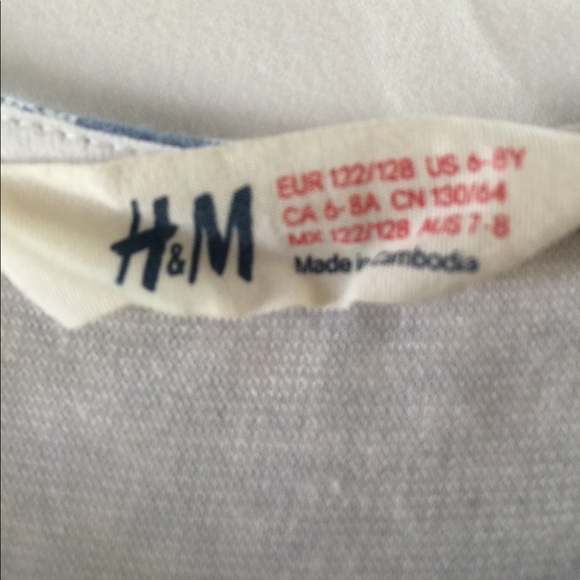 H&M
EUR 122/128 US 6-8Y
CA 6-8A CN 130/64
MX 122/128 AUS 7-8
Made in Cambodia